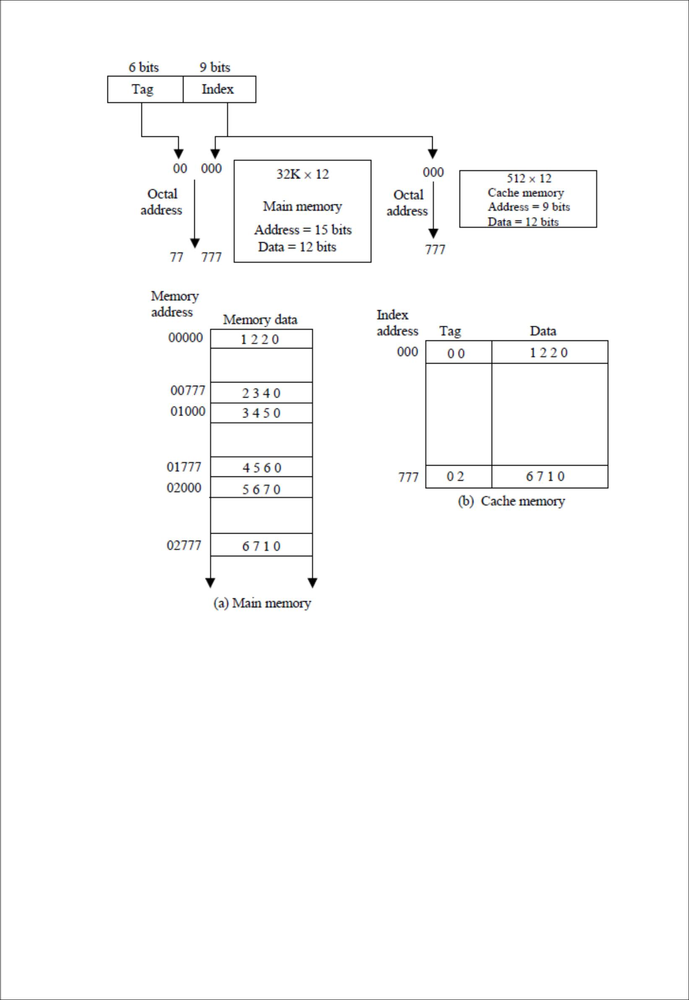 6 bits 9 bits
Tag Index
00 000
Octal
address
77 777
32K × 12
Main memory
Address = 15 bits
Data = 12 bits
000
Octal
address
777
512 × 12
Cache memory
Address = 9 bits
Data = 12 bits
Memory
address
Memory data
00000 1 2 2 0
00777 2 3 4 0
01000 3 4 5 0
01777 4 5 6 0
02000 5 6 7 0
02777 6 7 1 0
(a) Main memory
Index
address Tag Data
000 0 0 1 2 2 0
777 0 2 6 7 1 0
(b) Cache memory